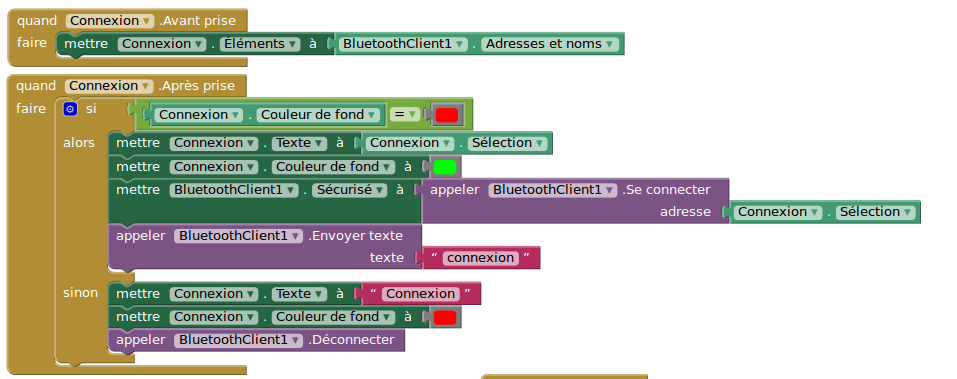 quand Connexion .Avant prise
faire mettre Connexion . Eléments à BluetoothClient1 . Adresses et noms
quand Connexion .Après prise
faire si Connexion . Couleur de fond =
alors mettre Connexion . Texte à Connexion . Sélection
mettre Connexion . Couleur de fond à
mettre BluetoothClient1 . Sécurisé à appeler BluetoothClient1 .Se connecter
adresse Connexion . Sélection
appeler BluetoothClient1 .Envoyer texte
texte “ connexion ”
sinon mettre Connexion . Texte à “ Connexion ”
mettre Connexion . Couleur de fond à
appeler BluetoothClient1 .Déconnecter